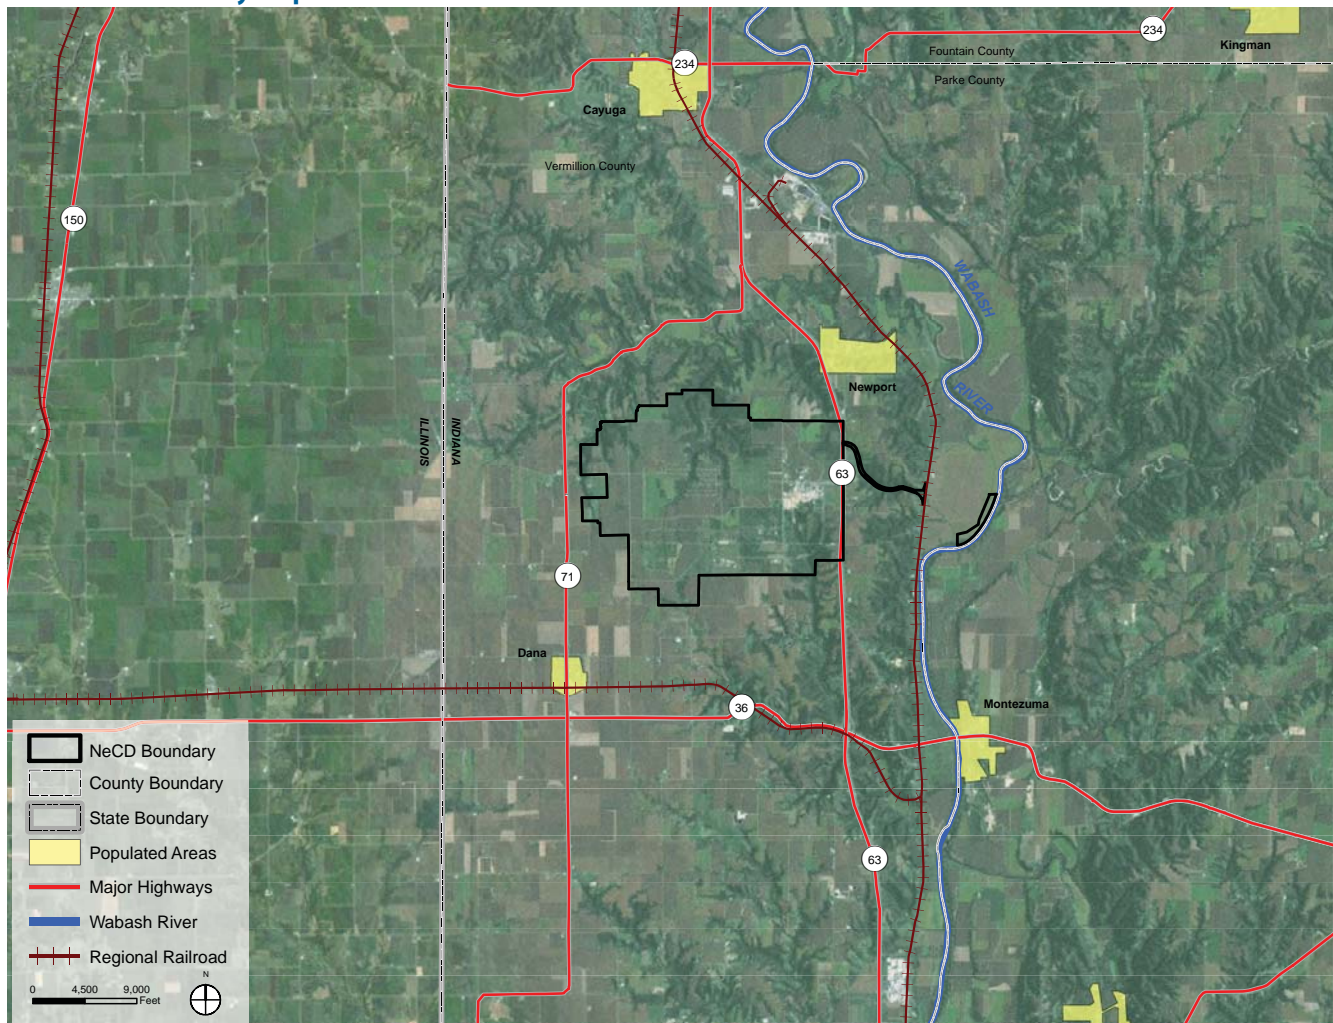 234
Kingman
Fountain County
234
Parke County
Cayuga
Vermillion County
150
WABASH
RIVER
Newport
INDIANA
ILLINOIS
63
71
Dana
36
Montezuma
63
NeCD Boundary
County Boundary
State Boundary
Populated Areas
Major Highways
Wabash River
Regional Railroad
N
0 4,500 9,000
Feet